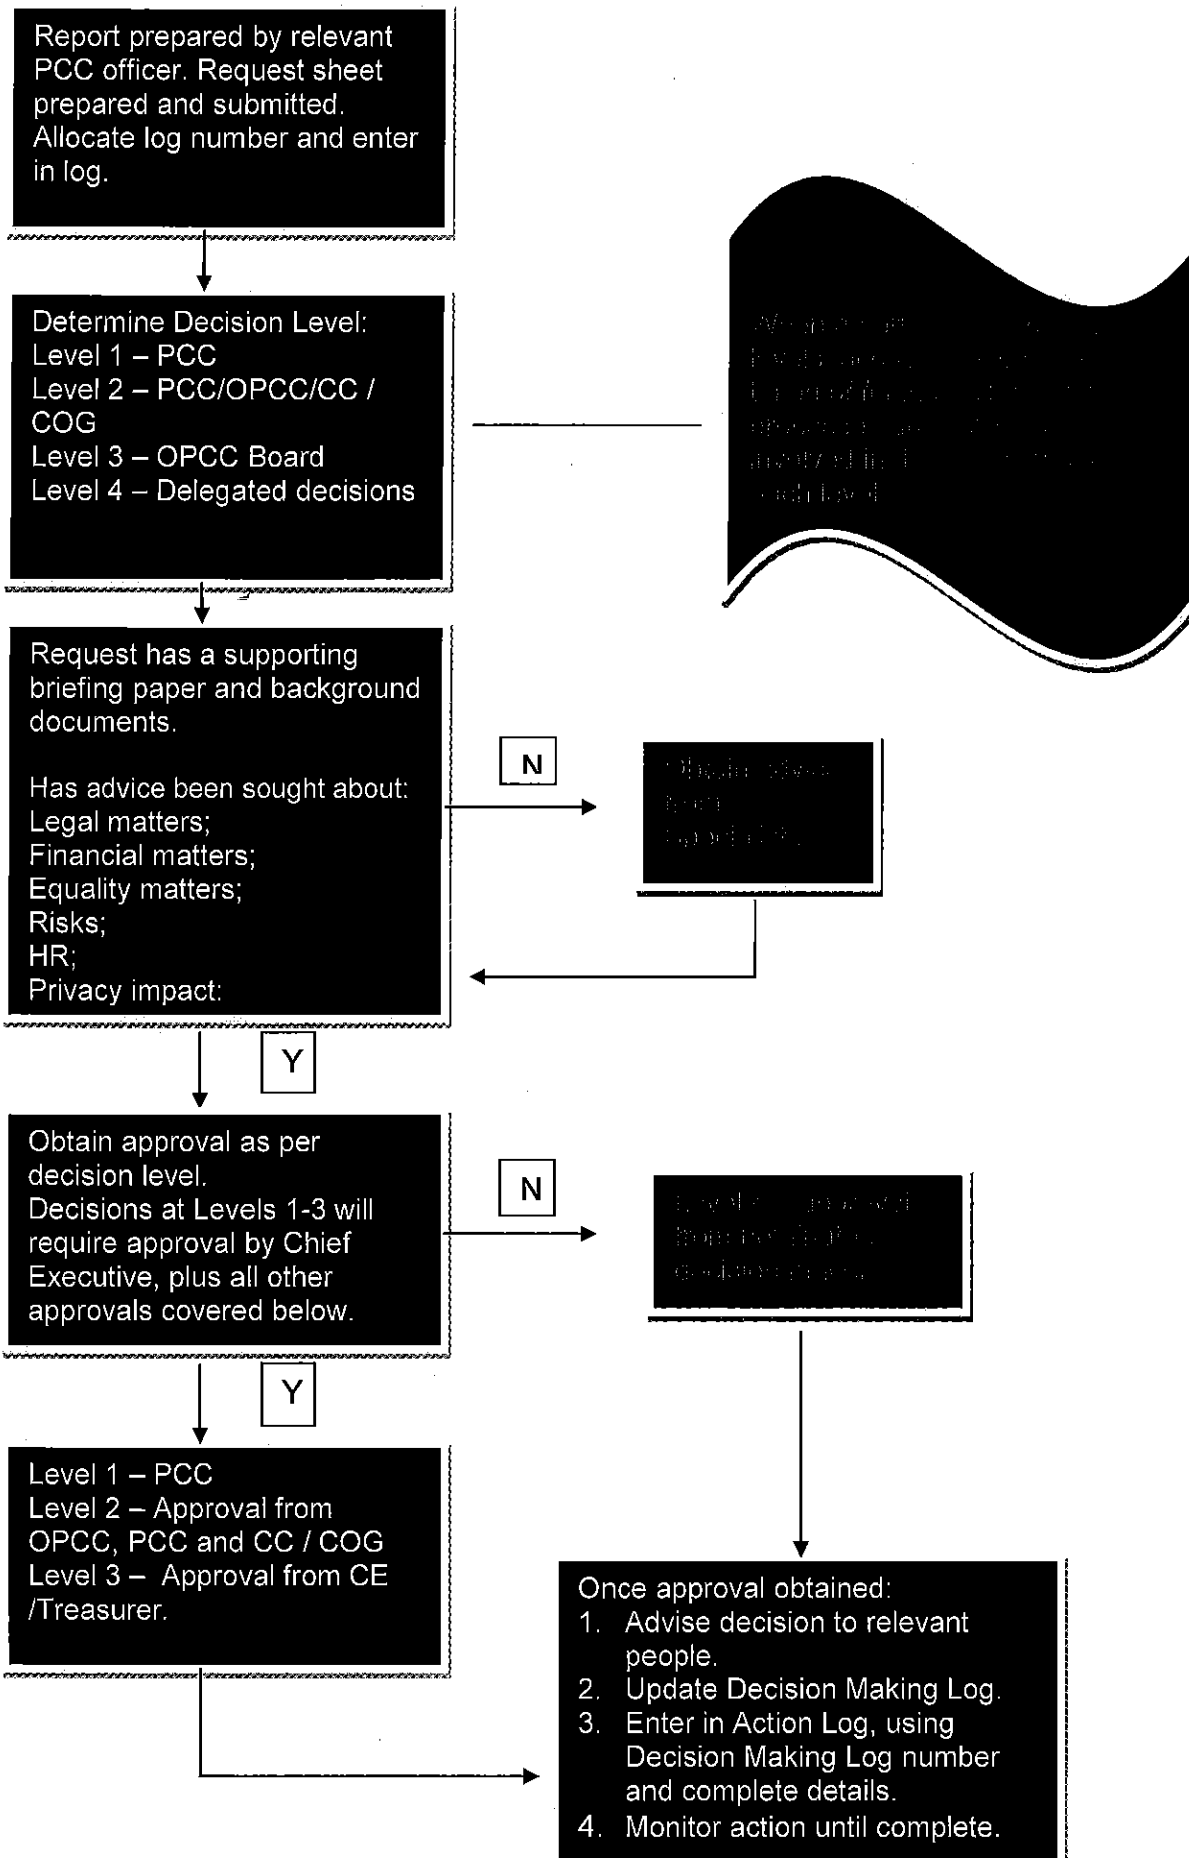 Report prepared by relevant
PCC officer. Request sheet
prepared and submitted.
Allocate log number and enter
in log.
Determine Decision Level:
Level 1 – PCC
Level 2 – PCC/OPCC/CC /
COG
Level 3 – OPCC Board
Level 4 – Delegated decisions
each level
Request has a supporting
briefing paper and background
documents.
Has advice been sought about:
Legal matters;
Financial matters;
Equality matters;
Risks;
HR;
Privacy impact:
N
Obtain
Y
Obtain approval as per
decision level.
Decisions at Levels 1-3 will
require approval by Chief
Executive, plus all other
approvals covered below.
N
Y
Level 1 – PCC
Level 2 – Approval from
OPCC, PCC and CC / COG
Level 3 – Approval from CE
/Treasurer.
Once approval obtained:
1. Advise decision to relevant
people.
2. Update Decision Making Log.
3. Enter in Action Log, using
Decision Making Log number
and complete details.
4. Monitor action until complete.